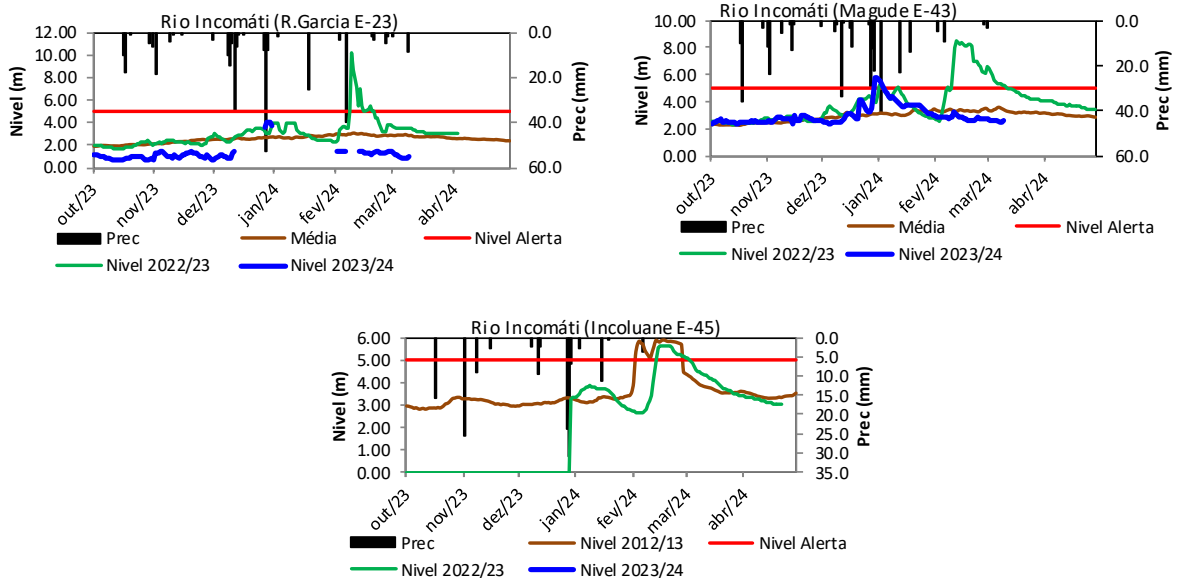 Rio Incomáti (R.Garcia E-23)
Nivel (m)
12.00
10.00
8.00
6.00
4.00
2.00
0.00
0.0
20.0
40.0
60.0
Prec (mm)
out/23
nov/23
dez/23
jan/24
fev/24
mar/24
abr/24
Prec Média Nivel Alerta
Nivel 2022/23 Nivel 2023/24
Rio Incomáti (Magude E-43)
Nivel (m)
10.00
8.00
6.00
4.00
2.00
0.00
0.0
20.0
40.0
60.0
Prec (mm)
out/23
nov/23
dez/23
jan/24
fev/24
mar/24
abr/24
Prec Média Nivel Alerta
Nivel 2022/23 Nivel 2023/24
Rio Incomáti (Incoluane E-45)
Nivel (m)
6.00
5.00
4.00
3.00
2.00
1.00
0.00
0.0
5.0
10.0
15.0
20.0
25.0
30.0
35.0
Prec (mm)
out/23
nov/23
dez/23
jan/24
fev/24
mar/24
abr/24
Prec Nivel 2012/13 Nivel Alerta
Nivel 2022/23 Nivel 2023/24